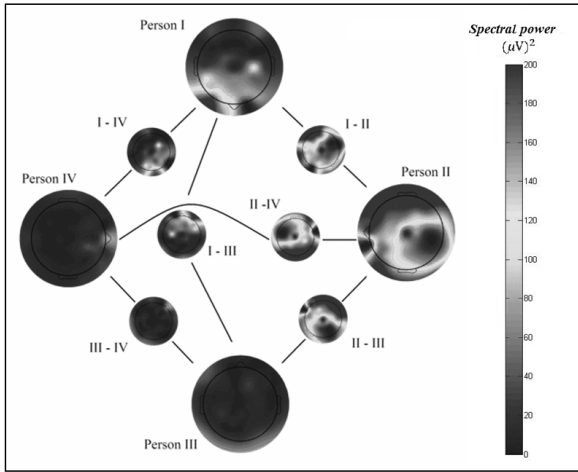 Person I
Spectral power
(μV)²
I - IV
I - II
Person IV
Person II
II -IV
I - III
III - IV
II - III
Person III
200
180
160
140
120
100
80
60
40
20
0